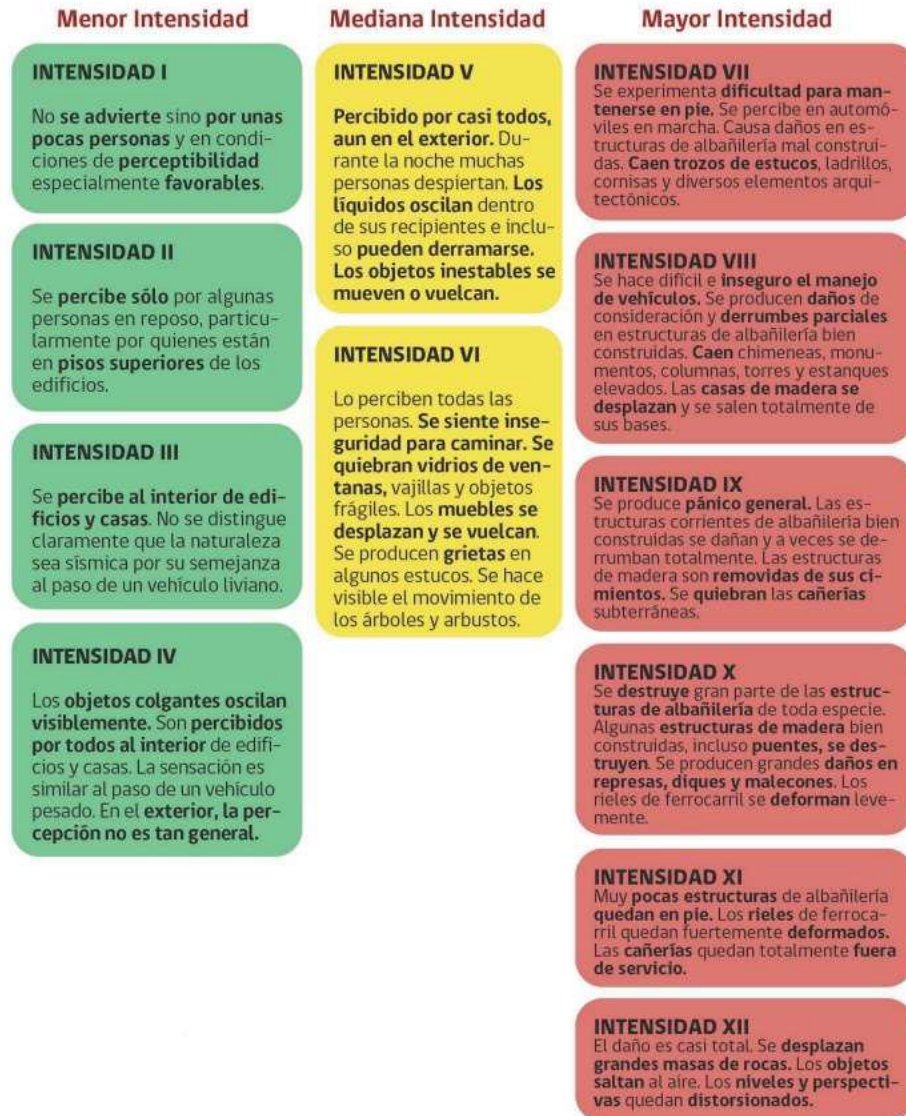 Menor Intensidad
INTENSIDAD I
No se advierte sino por unas
pocas personas y en condi-
ciones de perceptibilidad
especialmente favorables.
INTENSIDAD II
Se percibe sólo por algunas
personas en reposo, particu-
larmente por quienes están
en pisos superiores de los
edificios.
INTENSIDAD III
Se percibe al interior de edi-
ficios y casas. No se distingue
claramente que la naturaleza
sea sísmica por su semejanza
al paso de un vehículo liviano.
INTENSIDAD IV
Los objetos colgantes oscilan
visiblemente. Son percibidos
por todos al interior de edifi-
cios y casas. La sensación es
similar al paso de un vehículo
pesado. En el exterior, la per-
cepción no es tan general.
Mediana Intensidad
INTENSIDAD V
Percibido por casi todos,
aun en el exterior. Du-
rante la noche muchas
personas despiertan. Los
líquidos oscilan dentro
de sus recipientes e inclu-
so pueden derramarse.
Los objetos inestables se
mueven o vuelcan.
INTENSIDAD VI
Lo perciben todas las
personas. Se siente inse-
guridad para caminar. Se
quiebran vidrios de ven-
tanas, vajillas y objetos
frágiles. Los muebles se
desplazan y se vuelcan.
Se producen grietas en
algunos estucos. Se hace
visible el movimiento de
los árboles y arbustos.
Mayor Intensidad
INTENSIDAD VII
Se experimenta dificultad para man-
tenerse en pie. Se percibe en automó-
viles en marcha. Causa daños en es-
tructuras de albañilería mal construi-
das. Caen trozos de estucos, ladrillos,
cornisas y diversos elementos arqui-
tectónicos.
INTENSIDAD VIII
Se hace difícil e inseguro el manejo
de vehículos. Se producen daños de
consideración y derrumbes parciales
en estructuras de albañilería bien
construidas. Caen chimeneas, monu-
mentos, columnas, torres y estanques
elevados. Las casas de madera se
desplazan y se salen totalmente de
sus bases.
INTENSIDAD IX
Se produce pánico general. Las es-
tructuras corrientes de albañilería bien
construidas se dañan y a veces se de-
rrumban totalmente. Las estructuras
de madera son removidas de sus ci-
mientos. Se quiebran las cañerías
subterráneas.
INTENSIDAD X
Se destruye gran parte de las estruc-
turas de albañilería de toda especie.
Algunas estructuras de madera bien
construidas, incluso puentes, se des-
truyen. Se producen grandes daños en
represas, diques y malecones. Los
rieles de ferrocarril se deforman leve-
mente.
INTENSIDAD XI
Muy pocas estructuras de albañilería
quedan en pie. Los rieles de ferroca-
rril quedan fuertemente deformados.
Las cañerías quedan totalmente fuera
de servicio.
INTENSIDAD XII
El daño es casi total. Se desplazan
grandes masas de rocas. Los objetos
saltan al aire. Los niveles y perspecti-
vas quedan distorsionados.